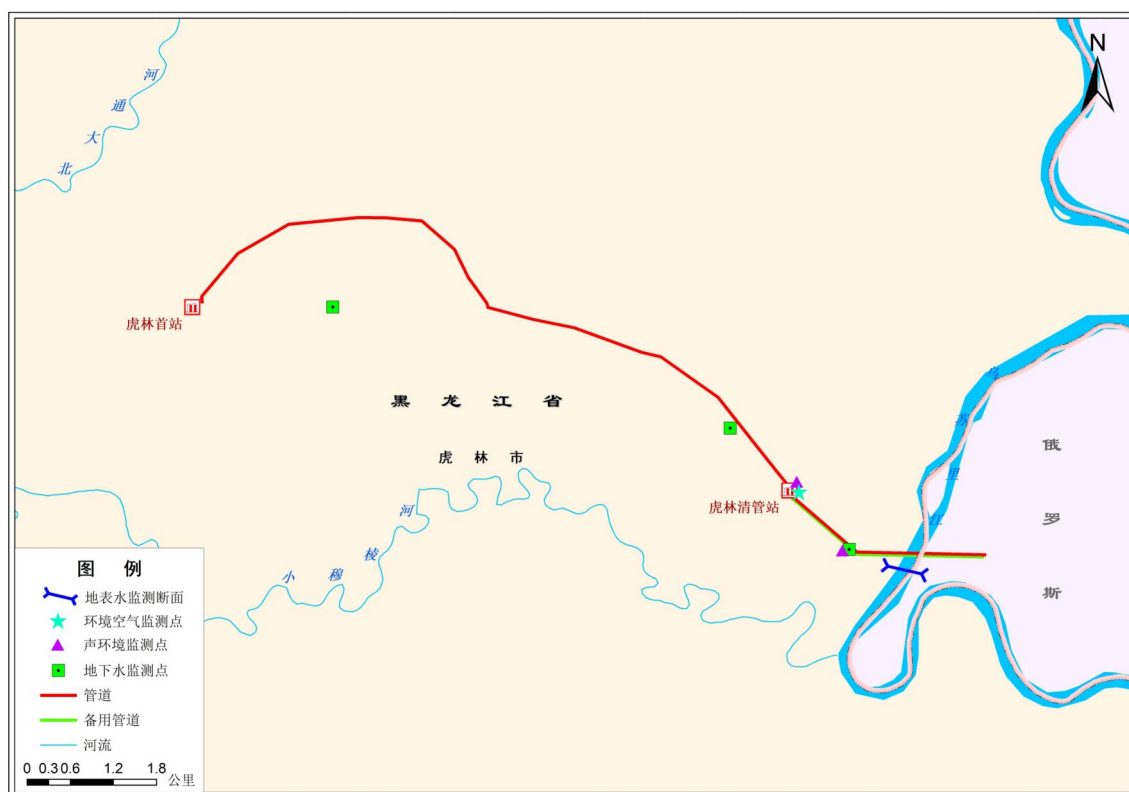 N
北大通河
虎林首站
黑龙江省
虎林市
虎林清管站
小穆棱河
乌苏里江
俄罗斯
图 例
地表水监测断面
环境空气监测点
声环境监测点
地下水监测点
管道
备用管道
河流
0 0.3 0.6 1.2 1.8 公里